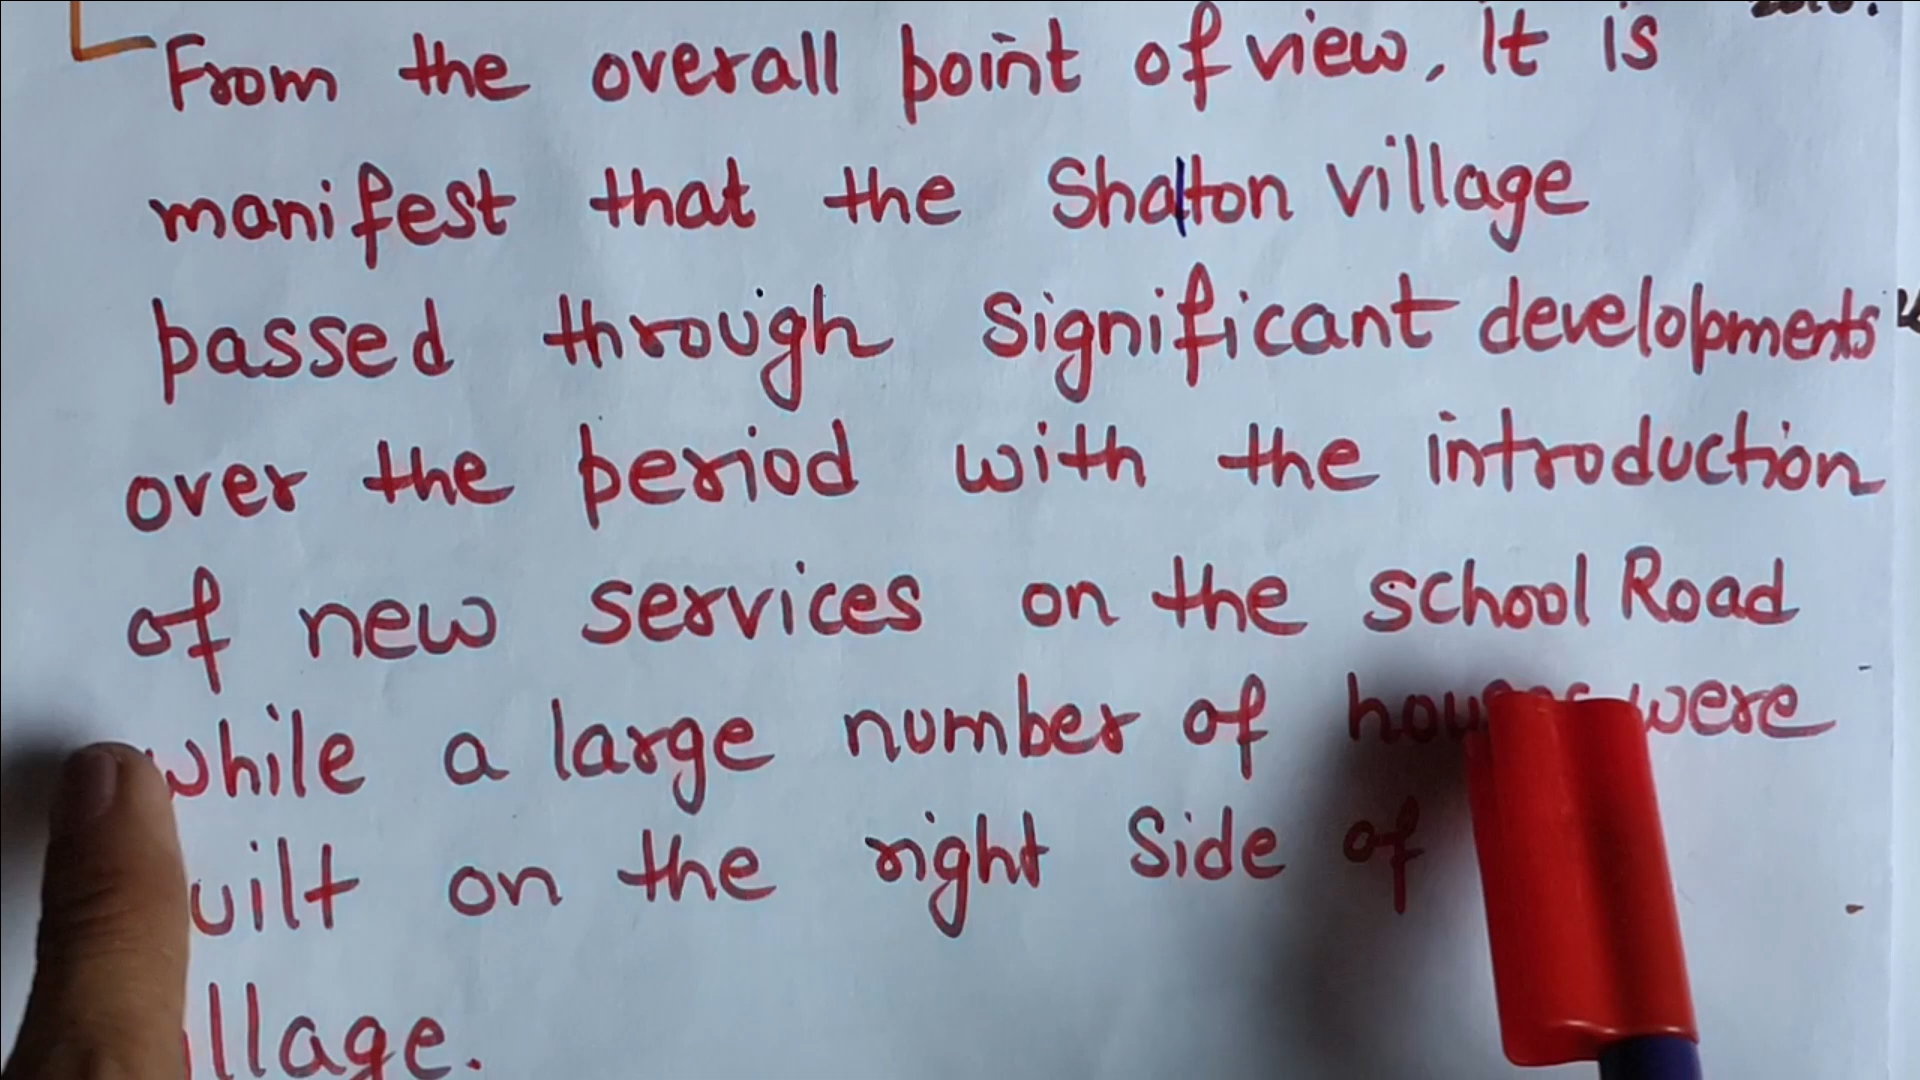 From the overall point of view, it is
manifest that the Shalton village
passed through significant developments
over the period with the introduction
of new services on the school Road
while a large number of houses were
uilt on the right Side of
llage.